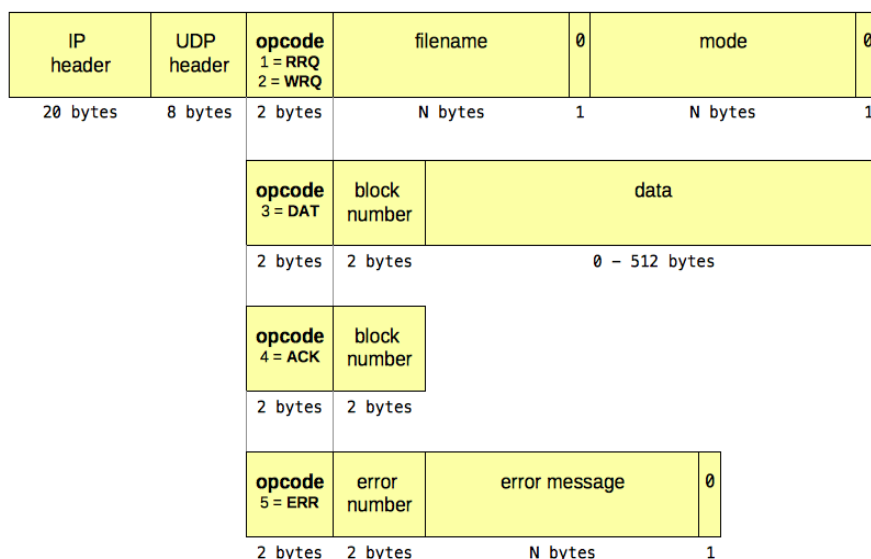 IP header
UDP header
opcode
1 = RRQ
2 = WRQ
filename
0
mode
0
20 bytes
8 bytes
2 bytes
N bytes
1
N bytes
1
opcode
3 = DAT
block number
data
2 bytes
2 bytes
0 – 512 bytes
opcode
4 = ACK
block number
2 bytes
2 bytes
opcode
5 = ERR
error number
error message
0
2 bytes
2 bytes
N bytes
1